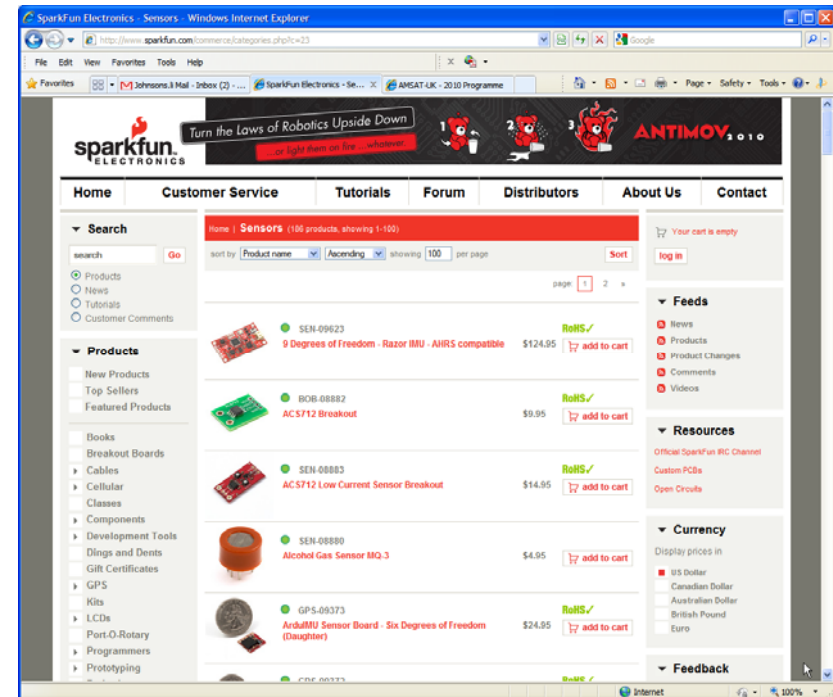 SparkFun Electronics - Sensors - Windows Internet Explorer
http://www.sparkfun.com/commerce/categories.php?c=23
Google
File Edit View Favorites Tools Help
Favorites
Johnsons.li Mail - Inbox (2) - ...
SparkFun Electronics - Se...
AMSAT-UK - 2010 Programme
Page Safety Tools
sparkfun.
ELECTRONICS
Turn the Laws of Robotics Upside Down
...or light them on fire ...whatever.
1 2 3
ANTIMOV 2010
Home Customer Service Tutorials Forum Distributors About Us Contact
Search
search Go
Products
News
Tutorials
Customer Comments
Products
New Products
Top Sellers
Featured Products
Books
Breakout Boards
Cables
Cellular
Classes
Components
Development Tools
Dings and Dents
Gift Certificates
GPS
Kits
LCDs
Port-O-Rotary
Programmers
Prototyping
Home | Sensors (186 products, showing 1-100)
sort by Product name Ascending showing 100 per page Sort
page: 1 2 »
SEN-09623 RoHS✓
9 Degrees of Freedom - Razor IMU - AHRS compatible $124.95 add to cart
BOB-08882 RoHS✓
ACS712 Breakout $9.95 add to cart
SEN-08883 RoHS✓
ACS712 Low Current Sensor Breakout $14.95 add to cart
SEN-08880
Alcohol Gas Sensor MQ-3 $4.95 add to cart
GPS-09373 RoHS✓
ArduIMU Sensor Board - Six Degrees of Freedom (Daughter) $24.95 add to cart
Your cart is empty
log in
Feeds
News
Products
Product Changes
Comments
Videos
Resources
Official SparkFun IRC Channel
Custom PCBs
Open Circuits
Currency
Display prices in
US Dollar
Canadian Dollar
Australian Dollar
British Pound
Euro
Feedback
Internet 100%